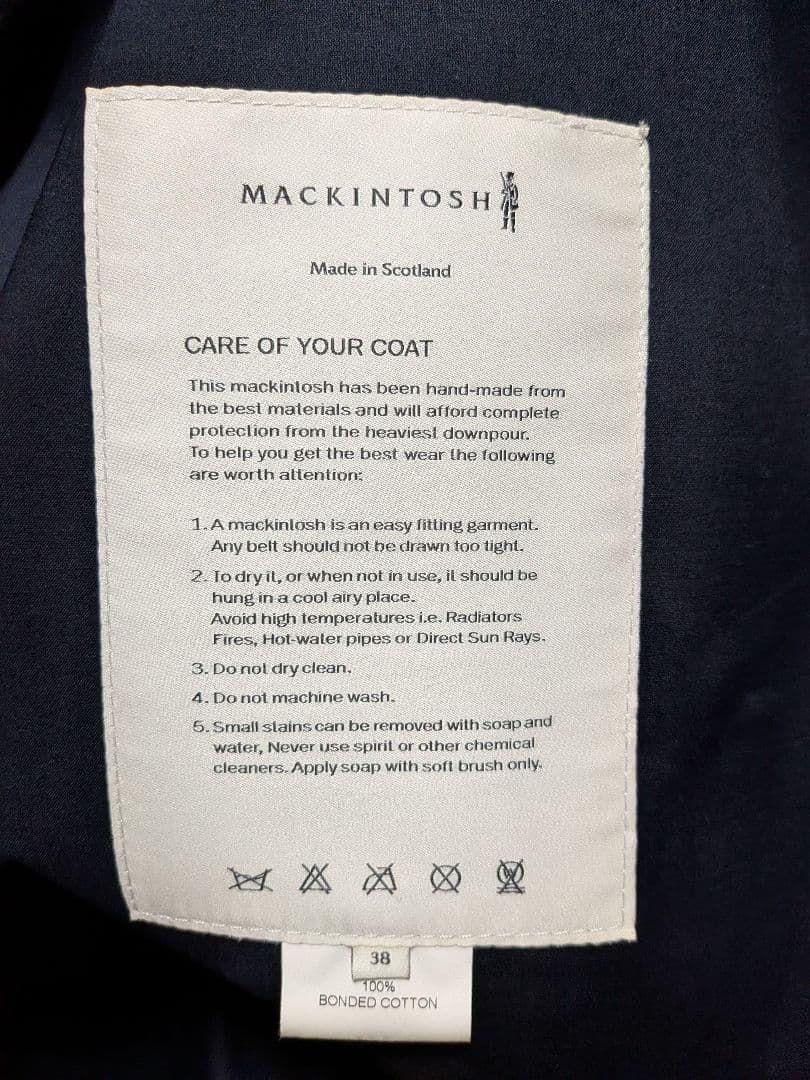 MACKINTOSH
Made in Scotland
CARE OF YOUR COAT
This mackintosh has been hand-made from
the best materials and will afford complete
protection from the heaviest downpour.
To help you get the best wear the following
are worth attention:
1. A mackintosh is an easy fitting garment.
Any belt should not be drawn too tight.
2. To dry it, or when not in use, it should be
hung in a cool airy place.
Avoid high temperatures i.e. Radiators
Fires, Hot-water pipes or Direct Sun Rays.
3. Do not dry clean.
4. Do not machine wash.
5. Small stains can be removed with soap and
water, Never use spirit or other chemical
cleaners. Apply soap with soft brush only.
38
100%
BONDED COTTON